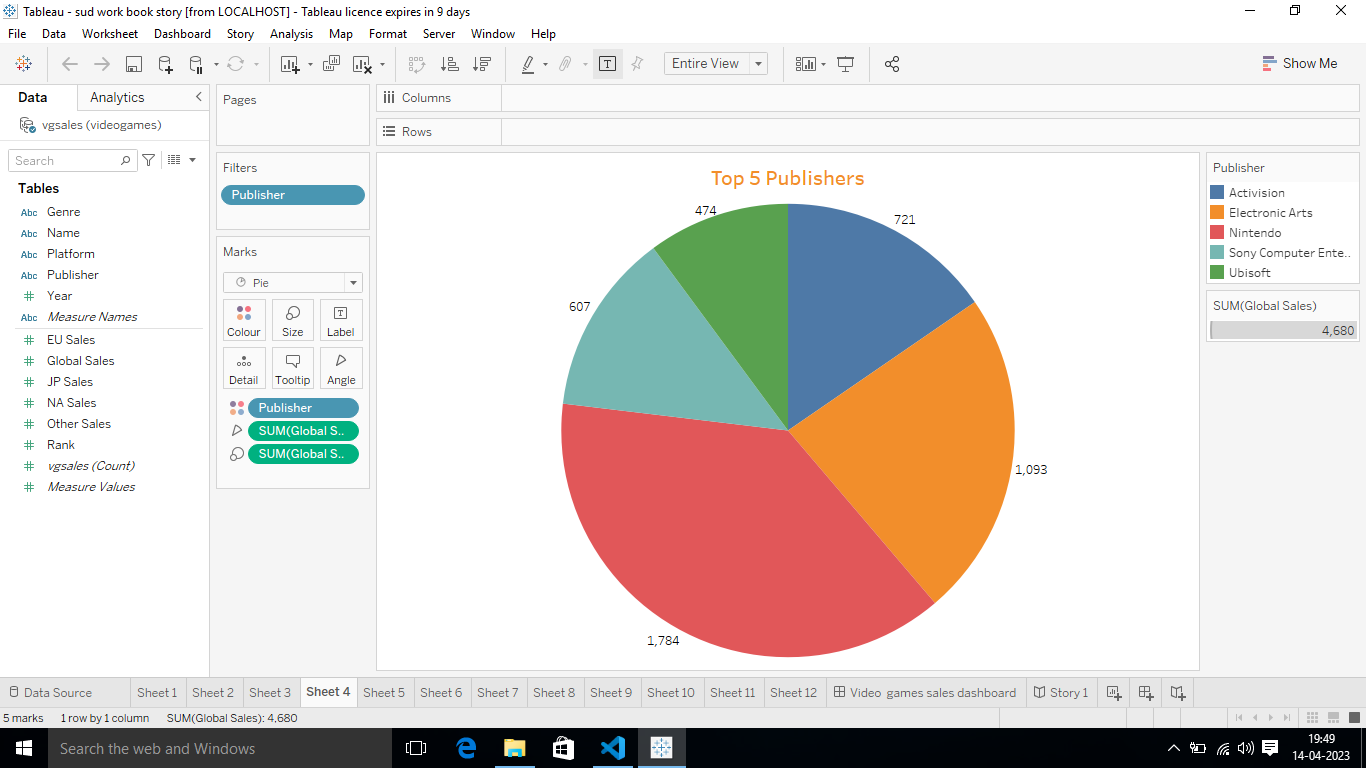 Tableau - sud work book story [from LOCALHOST] - Tableau licence expires in 9 days
File Data Worksheet Dashboard Story Analysis Map Format Server Window Help
Entire View
Show Me
Data Analytics
vgsales (videogames)
Search
Tables
Abc Genre
Abc Name
Abc Platform
Abc Publisher
# Year
Abc Measure Names
# EU Sales
# Global Sales
# JP Sales
# NA Sales
# Other Sales
# Rank
# vgsales (Count)
# Measure Values
Pages
Filters
Publisher
Marks
Pie
Colour Size Label
Detail Tooltip Angle
Publisher
SUM(Global S..
SUM(Global S..
Columns
Rows
Top 5 Publishers
474
721
607
1,093
1,784
Publisher
Activision
Electronic Arts
Nintendo
Sony Computer Ente..
Ubisoft
SUM(Global Sales)
4,680
Data Source Sheet 1 Sheet 2 Sheet 3 Sheet 4 Sheet 5 Sheet 6 Sheet 7 Sheet 8 Sheet 9 Sheet 10 Sheet 11 Sheet 12 Video games sales dashboard Story 1
5 marks 1 row by 1 column SUM(Global Sales): 4,680
Search the web and Windows
19:49
14-04-2023